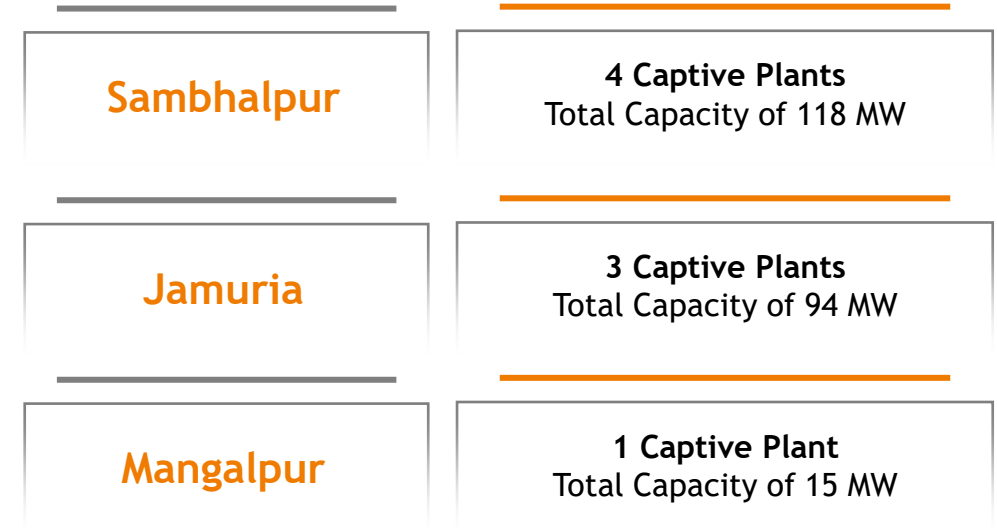 Sambhalpur
4 Captive Plants
Total Capacity of 118 MW
Jamuria
3 Captive Plants
Total Capacity of 94 MW
Mangalpur
1 Captive Plant
Total Capacity of 15 MW